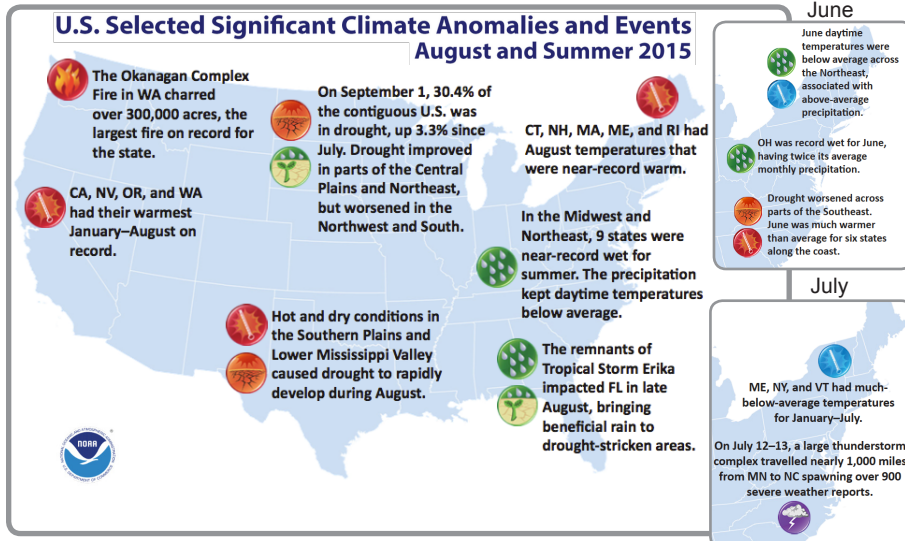 U.S. Selected Significant Climate Anomalies and Events
August and Summer 2015
The Okanagan Complex
Fire in WA charred
over 300,000 acres, the
largest fire on record for
the state.
On September 1, 30.4% of
the contiguous U.S. was
in drought, up 3.3% since
July. Drought improved
in parts of the Central
Plains and Northeast,
but worsened in the
Northwest and South.
CT, NH, MA, ME, and RI had
August temperatures that
were near-record warm.
CA, NV, OR, and WA
had their warmest
January–August on
record.
In the Midwest and
Northeast, 9 states were
near-record wet for
summer. The precipitation
kept daytime temperatures
below average.
Hot and dry conditions in
the Southern Plains and
Lower Mississippi Valley
caused drought to rapidly
develop during August.
The remnants of
Tropical Storm Erika
impacted FL in late
August, bringing
beneficial rain to
drought-stricken areas.
NOAA
June
June daytime
temperatures were
below average across
the Northeast,
associated with
above-average
precipitation.
OH was record wet for June,
having twice its average
monthly precipitation.
Drought worsened across
parts of the Southeast.
June was much warmer
than average for six states
along the coast.
July
ME, NY, and VT had much-
below-average temperatures
for January–July.
On July 12–13, a large thunderstorm
complex travelled nearly 1,000 miles
from MN to NC spawning over 900
severe weather reports.